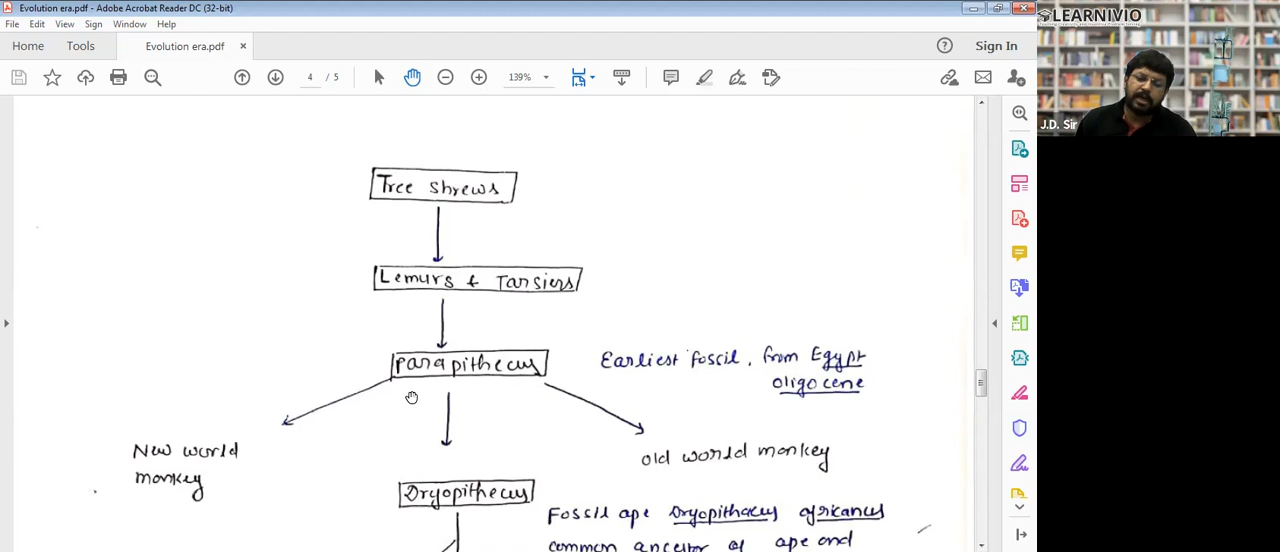 Evolution era.pdf - Adobe Acrobat Reader DC (32-bit)
File Edit View Sign Window Help
Home Tools Evolution era.pdf Sign In
4 / 5 139%
LEARNIVIO
J.D. Sir
Tree shrews
Lemurs & Tarsiers
Parapithecus
Earliest fossil, from Egypt
oligocene
New world
monkey
old world monkey
Dryopithecus
Fossil ape Dryopithacus africanus
common ancestor of ape and